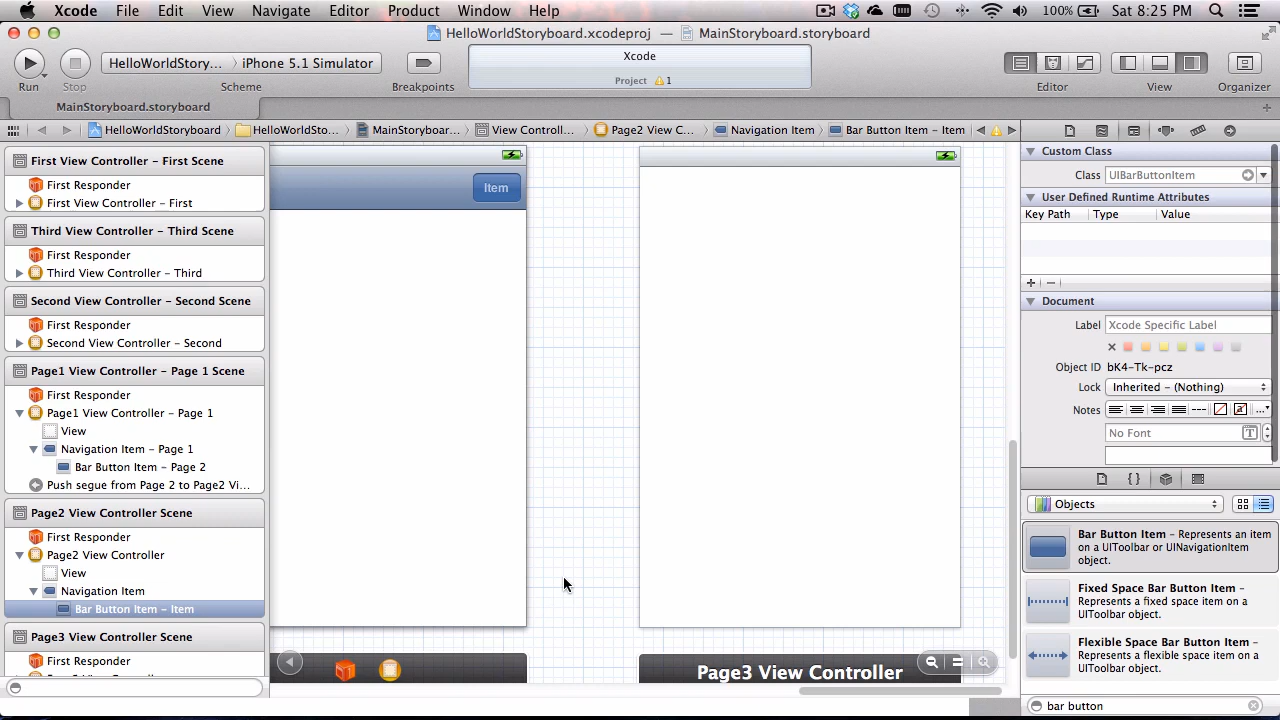 Xcode File Edit View Navigate Editor Product Window Help 100% Sat 8:25 PM
HelloWorldStoryboard.xcodeproj — MainStoryboard.storyboard
HelloWorldStory... iPhone 5.1 Simulator
Xcode
Project 1
Run Stop Scheme Breakpoints Editor View Organizer
MainStoryboard.storyboard
HelloWorldStoryboard HelloWorldSto... MainStoryboar... View Controll... Page2 View C... Navigation Item Bar Button Item – Item
First View Controller – First Scene
First Responder
First View Controller – First
Third View Controller – Third Scene
First Responder
Third View Controller – Third
Second View Controller – Second Scene
First Responder
Second View Controller – Second
Page1 View Controller – Page 1 Scene
First Responder
Page1 View Controller – Page 1
View
Navigation Item – Page 1
Bar Button Item – Page 2
Push segue from Page 2 to Page2 Vi...
Page2 View Controller Scene
First Responder
Page2 View Controller
View
Navigation Item
Bar Button Item – Item
Page3 View Controller Scene
First Responder
Item
Page3 View Controller
Custom Class
Class UIBarButtonItem
User Defined Runtime Attributes
Key Path Type Value
Document
Label Xcode Specific Label
Object ID bK4-Tk-pcz
Lock Inherited – (Nothing)
Notes
No Font
Objects
Bar Button Item – Represents an item
on a UIToolbar or UINavigationItem
object.
Fixed Space Bar Button Item –
Represents a fixed space item on a
UIToolbar object.
Flexible Space Bar Button Item –
Represents a flexible space item on a
UIToolbar object.
bar button